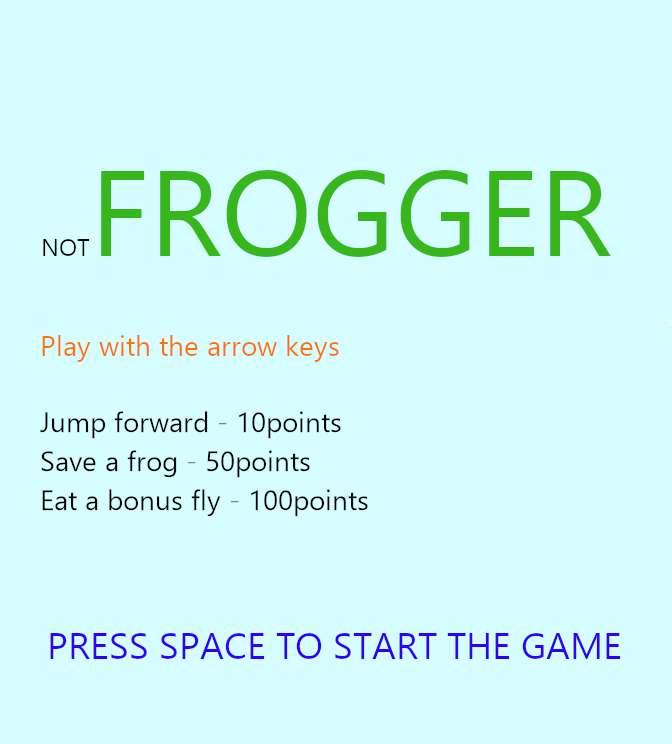 NOT FROGGER
Play with the arrow keys
Jump forward - 10points
Save a frog - 50points
Eat a bonus fly - 100points
PRESS SPACE TO START THE GAME